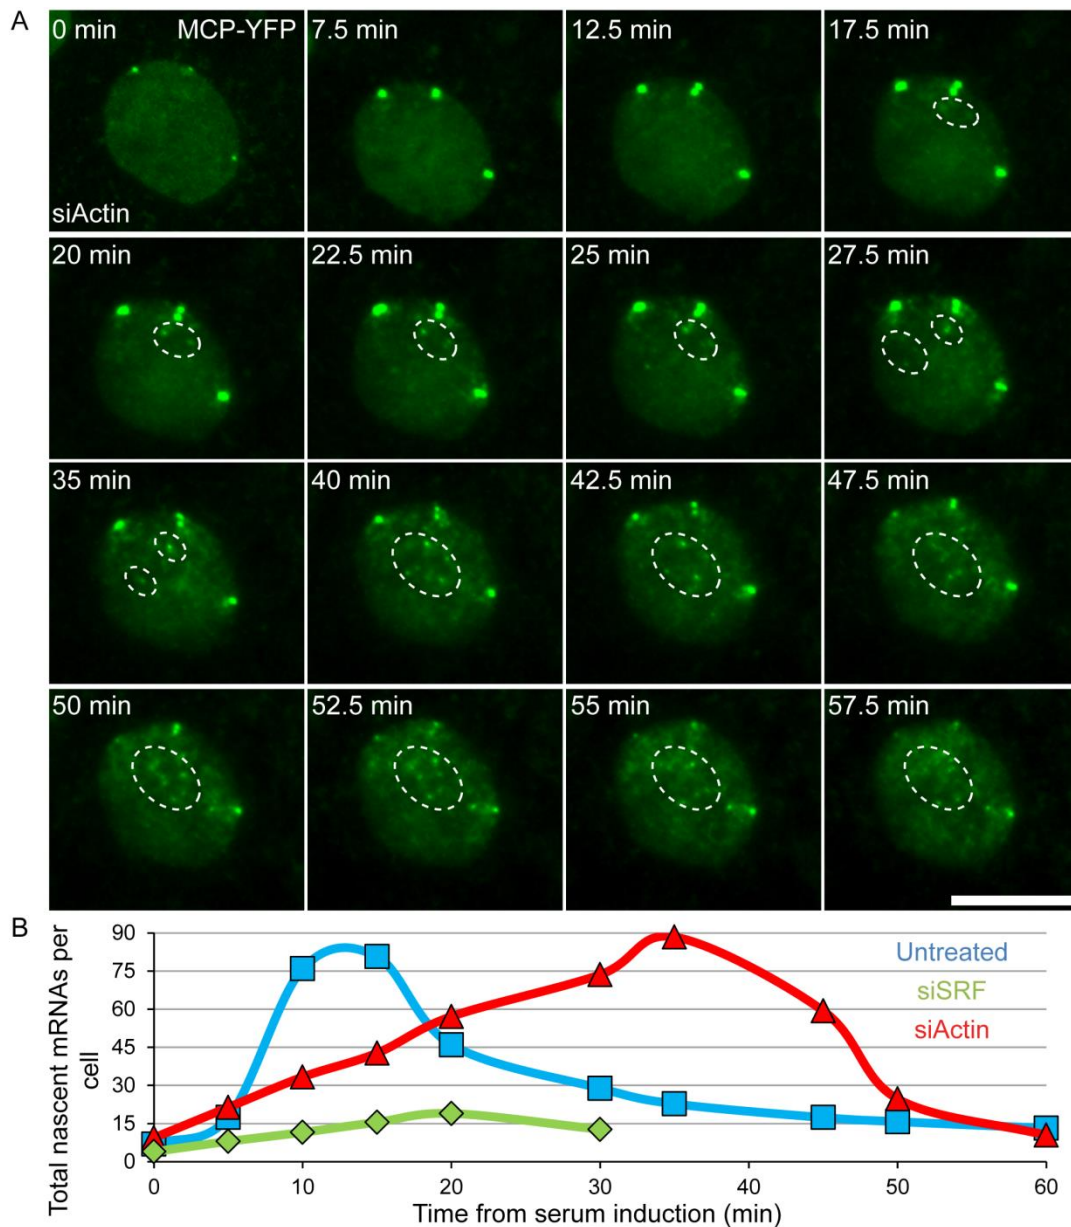 A
0 min MCP-YFP 7.5 min 12.5 min 17.5 min
siActin
20 min 22.5 min 25 min 27.5 min
35 min 40 min 42.5 min 47.5 min
50 min 52.5 min 55 min 57.5 min
B
Total nascent mRNAs per
cell
90
75
60
45
30
15
0
Untreated
siSRF
siActin
0 10 20 30 40 50 60
Time from serum induction (min)